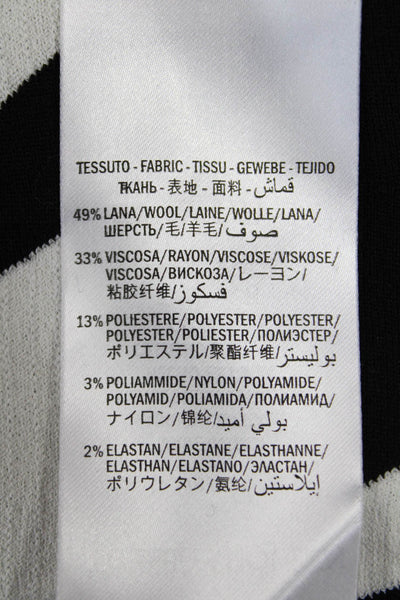 TESSUTO - FABRIC - TISSU - GEWEBE - TEJIDO
ТКАНЬ - 表地 - 面料 - قماش
49% LANA/WOOL/LAINE/WOLLE/LANA/
ШЕРСТЬ/毛/羊毛/صوف
33% VISCOSA/RAYON/VISCOSE/VISKOSE/
VISCOSA/ВИСКОЗА/レーヨン/
粘胶纤维/فسكوز
13% POLIESTERE/POLYESTER/POLYESTER/
POLYESTER/POLIESTER/ПОЛИЭСТЕР/
ポリエステル/聚酯纤维/بوليستر
3% POLIAMMIDE/NYLON/POLYAMIDE/
POLYAMID/POLIAMIDA/ПОЛИАМИД/
ナイロン/锦纶/بولي أميد
2% ELASTAN/ELASTANE/ELASTHANNE/
ELASTHAN/ELASTANO/ЭЛАСТАН/
ポリウレタン/氨纶/إيلاستين